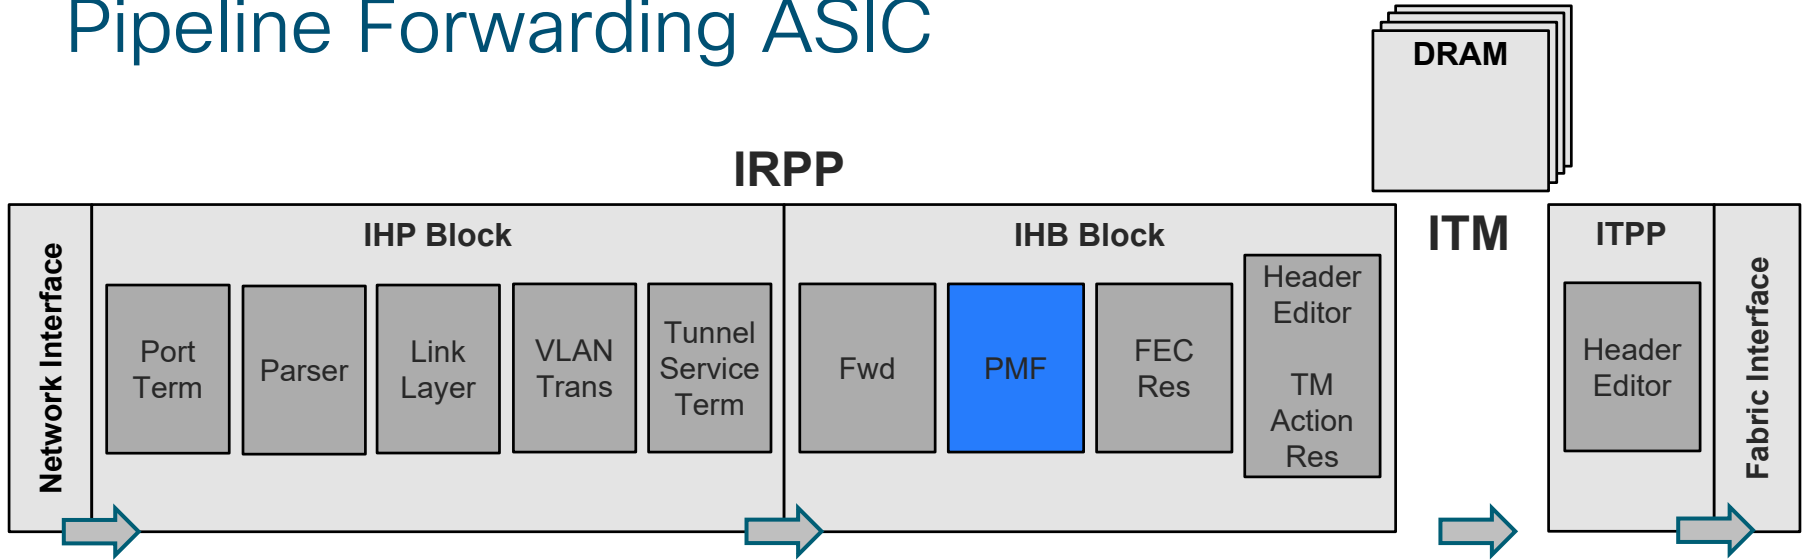 Pipeline Forwarding ASIC
DRAM
IRPP
Network Interface
IHP Block
Port
Term
Parser
Link
Layer
VLAN
Trans
Tunnel
Service
Term
IHB Block
Fwd
PMF
FEC
Res
Header
Editor
TM
Action
Res
ITM
ITPP
Header
Editor
Fabric Interface